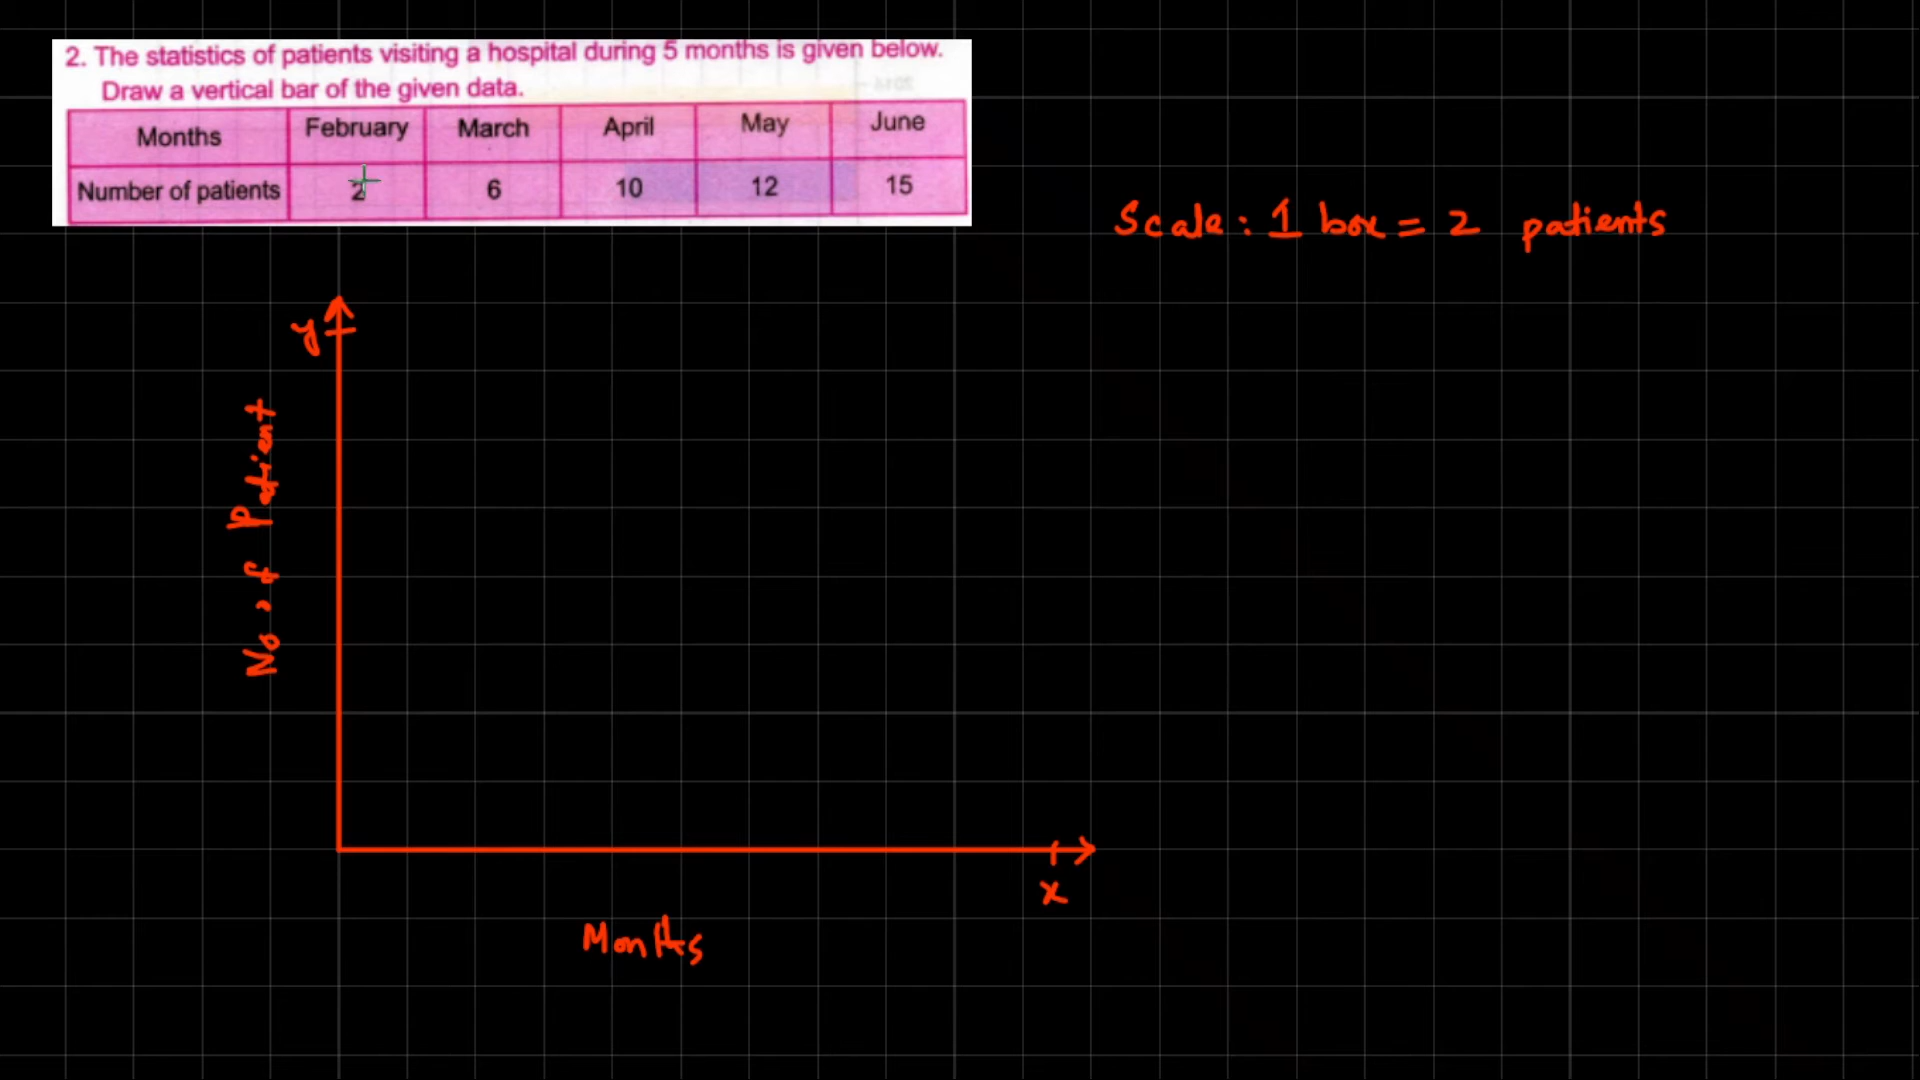 2. The statistics of patients visiting a hospital during 5 months is given below.
Draw a vertical bar of the given data.
Months February March April May June
Number of patients 2 6 10 12 15
Scale: 1 box = 2 patients
y
No. of Patient
x
Months